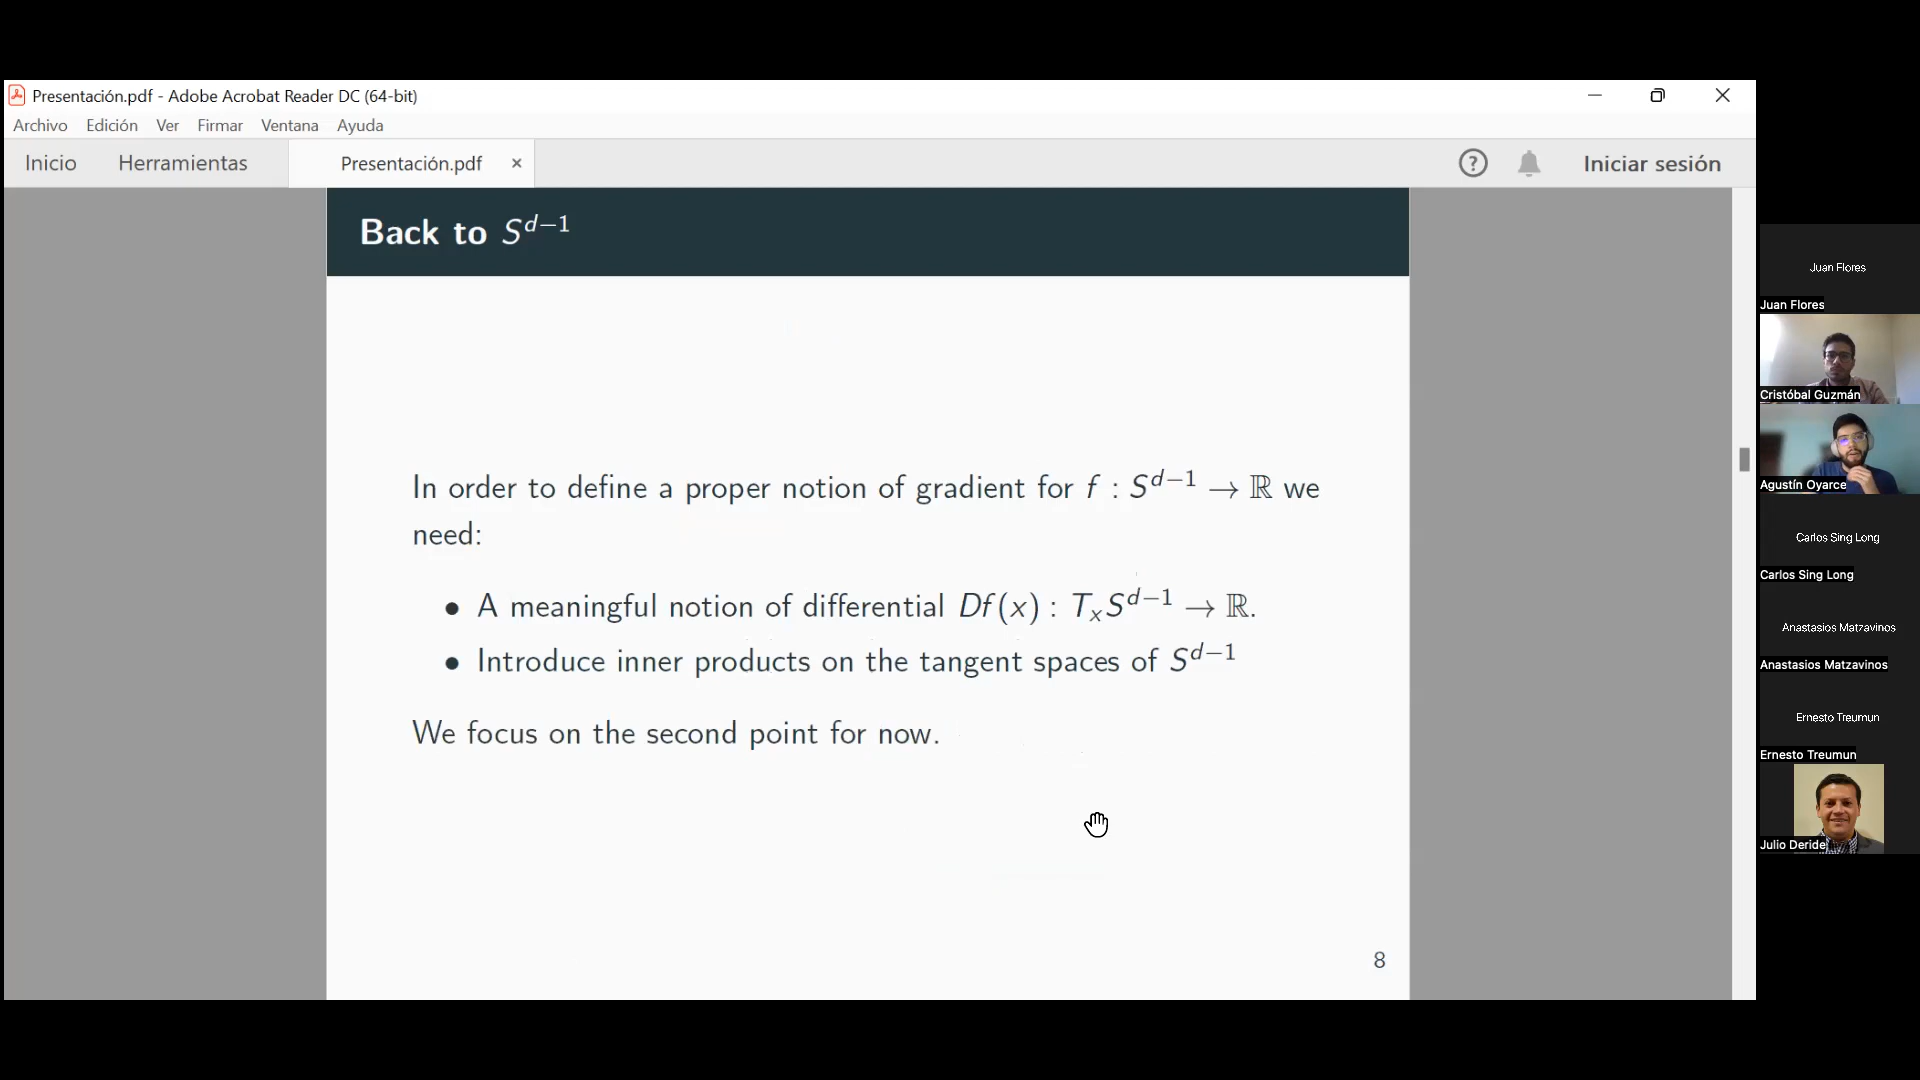 Presentación.pdf - Adobe Acrobat Reader DC (64-bit)
Archivo Edición Ver Firmar Ventana Ayuda
Inicio Herramientas Presentación.pdf × ? Iniciar sesión
Back to S^{d−1}
In order to define a proper notion of gradient for f : S^{d−1} → ℝ we
need:
• A meaningful notion of differential Df(x) : T_xS^{d−1} → ℝ.
• Introduce inner products on the tangent spaces of S^{d−1}
We focus on the second point for now.
8
Juan Flores
Juan Flores
Cristóbal Guzmán
Agustín Oyarce
Carlos Sing Long
Carlos Sing Long
Anastasios Matzavinos
Anastasios Matzavinos
Ernesto Treumun
Ernesto Treumun
Julio Deride